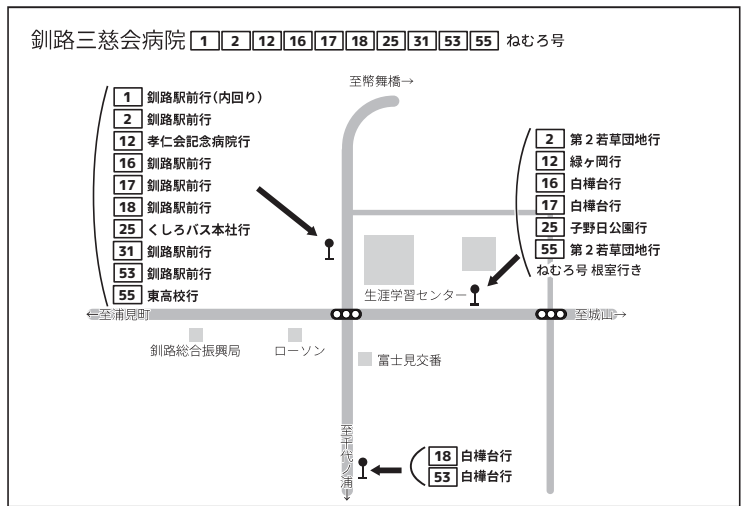 釧路三慈会病院 1 2 12 16 17 18 25 31 53 55 ねむろ号
至幣舞橋→
1 釧路駅前行(内回り)
2 釧路駅前行
12 孝仁会記念病院行
16 釧路駅前行
17 釧路駅前行
18 釧路駅前行
25 くしろバス本社行
31 釧路駅前行
53 釧路駅前行
55 東高校行
2 第2若草団地行
12 緑ヶ岡行
16 白樺台行
17 白樺台行
25 子野日公園行
55 第2若草団地行
ねむろ号 根室行き
生涯学習センター
←至浦見町
至城山→
釧路総合振興局
ローソン
富士見交番
至千代ノ浦→
18 白樺台行
53 白樺台行